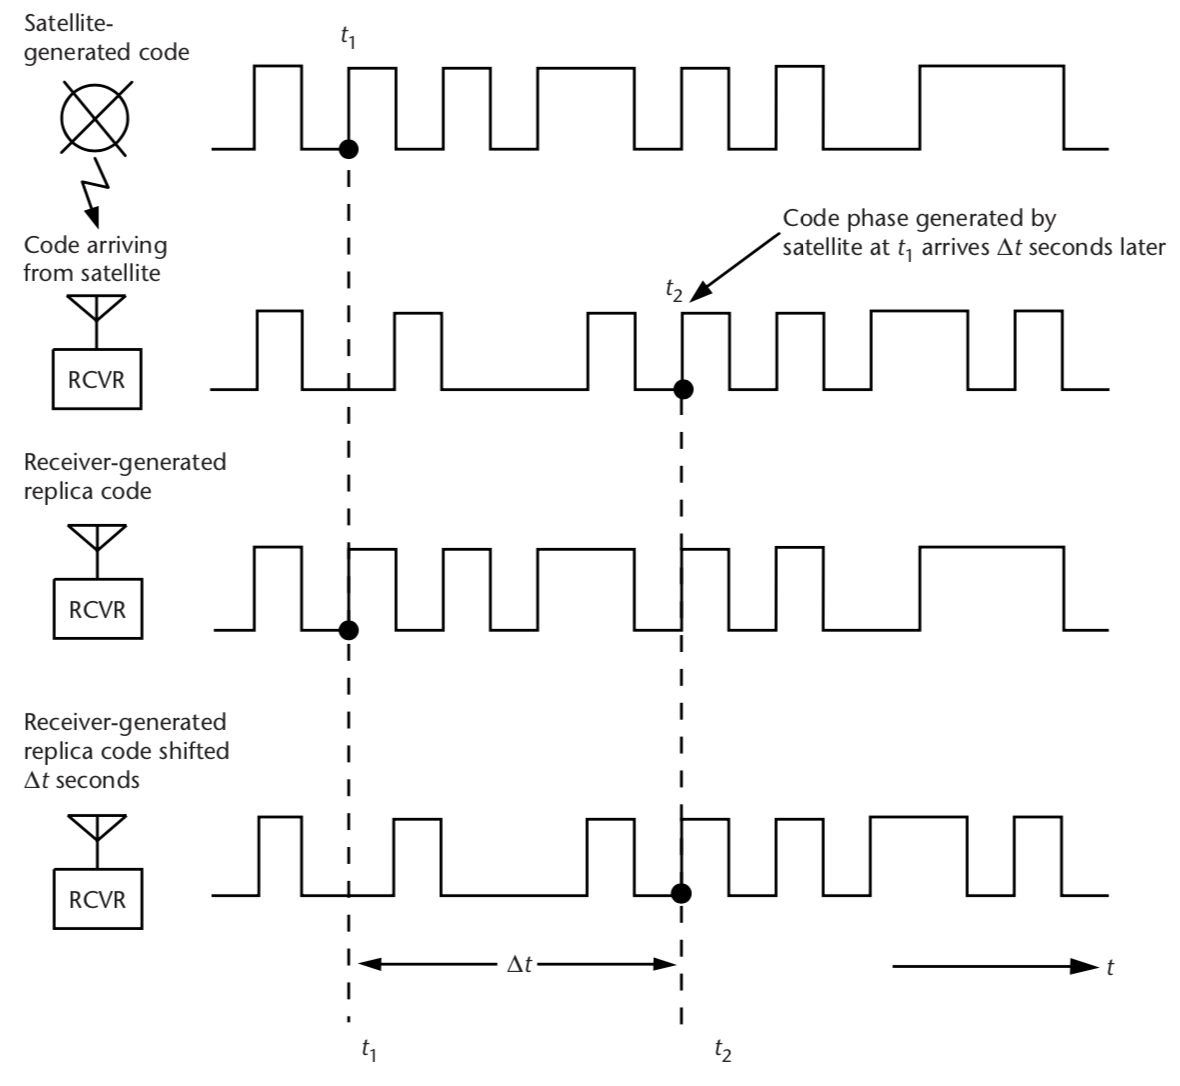 Satellite-
generated code
t₁
Code arriving
from satellite
Code phase generated by
satellite at t₁ arrives Δt seconds later
t₂
RCVR
Receiver-generated
replica code
RCVR
Receiver-generated
replica code shifted
Δt seconds
RCVR
Δt
t
t₁
t₂